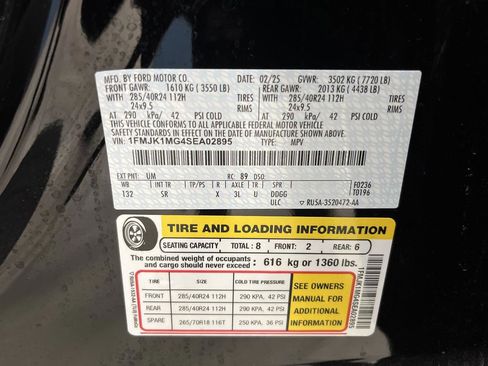 MFD. BY FORD MOTOR CO. 02/25 GVWR: 3502 KG ( 7720 LB)
FRONT GAWR: 1610 KG ( 3550 LB) REAR GAWR: 2013 KG ( 4438 LB)
WITH 285/40R24 112H TIRES WITH 285/40R24 112H TIRES
24x9.5 RIMS 24x9.5 RIMS
AT 290 kPa/ 42 PSI COLD AT 290 kPa/ 42 PSI COLD
THIS VEHICLE CONFORMS TO ALL APPLICABLE FEDERAL MOTOR VEHICLE
SAFETY AND THEFT PREVENTION STANDARDS IN EFFECT ON THE DATE OF
MANUFACTURE SHOWN ABOVE.
VIN: 1FMJK1MG4SEA02895 TYPE: MPV
EXT PNT: UM RC: 89 DSO:
WB INT TR TP/PS R AXLE TR SPR F0236
132 SR X 3L U DDGG T0196
ULC ▽ RU5A-3520472-AA
TIRE AND LOADING INFORMATION
SEATING CAPACITY TOTAL : 8 FRONT: 2 REAR: 6
The combined weight of occupants
and cargo should never exceed : 616 kg or 1360 lbs.
TIRE SIZE COLD TIRE PRESSURE
FRONT 285/40R24 112H 290 KPA, 42 PSI
REAR 285/40R24 112H 290 KPA, 42 PSI
SPARE 265/70R18 116T 250 KPA, 36 PSI
SEE OWNERS
MANUAL FOR
ADDITIONAL
INFORMATION
1FMJK1MG4SEA02895